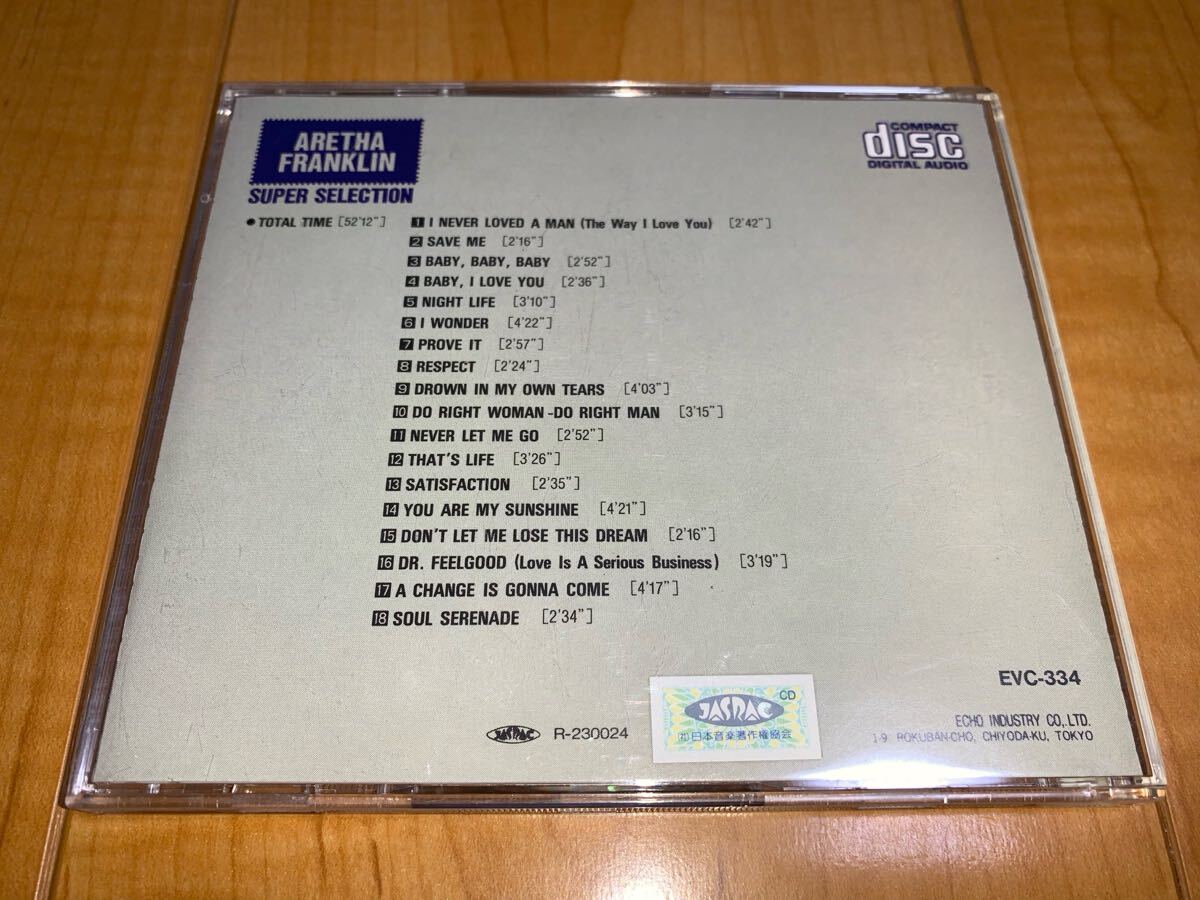 ARETHA
FRANKLIN
SUPER SELECTION
COMPACT
disc
DIGITAL AUDIO
● TOTAL TIME [52'12"]
1 I NEVER LOVED A MAN (The Way I Love You) [2'42"]
2 SAVE ME [2'16"]
3 BABY, BABY, BABY [2'52"]
4 BABY, I LOVE YOU [2'36"]
5 NIGHT LIFE [3'10"]
6 I WONDER [4'22"]
7 PROVE IT [2'57"]
8 RESPECT [2'24"]
9 DROWN IN MY OWN TEARS [4'03"]
10 DO RIGHT WOMAN-DO RIGHT MAN [3'15"]
11 NEVER LET ME GO [2'52"]
12 THAT'S LIFE [3'26"]
13 SATISFACTION [2'35"]
14 YOU ARE MY SUNSHINE [4'21"]
15 DON'T LET ME LOSE THIS DREAM [2'16"]
16 DR. FEELGOOD (Love Is A Serious Business) [3'19"]
17 A CHANGE IS GONNA COME [4'17"]
18 SOUL SERENADE [2'34"]
EVC-334
JASRAC R-230024
CD
JASRAC
㈳日本音楽著作権協会
ECHO INDUSTRY CO,.LTD.
1-9 ROKUBAN-CHO, CHIYODA-KU, TOKYO